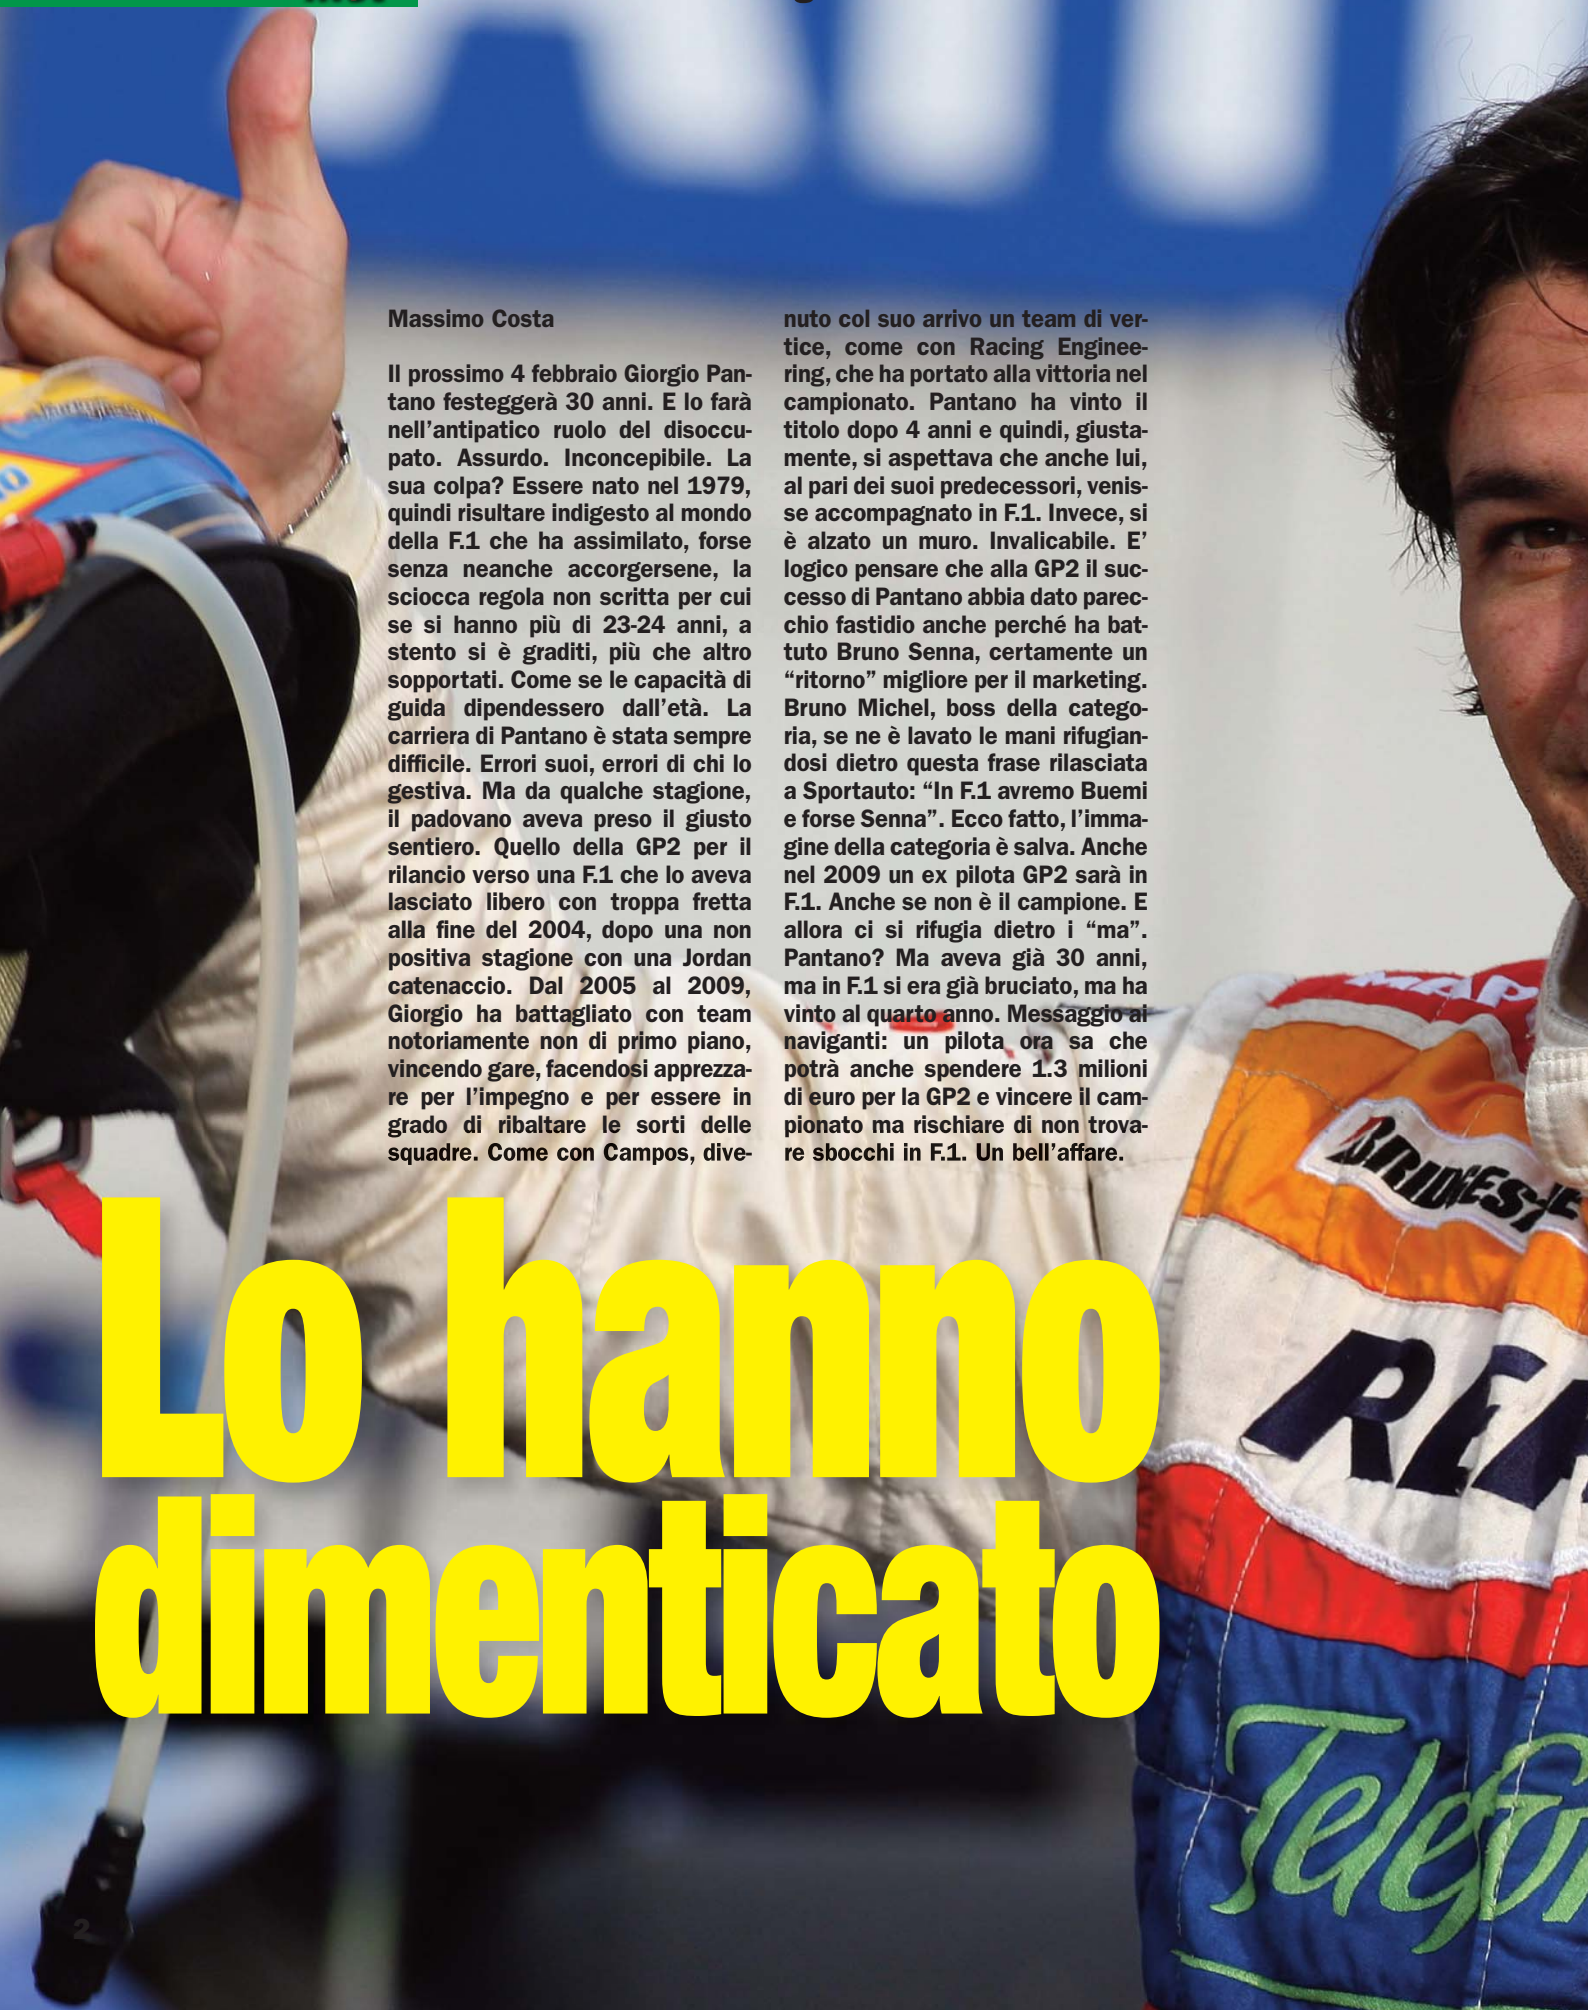 Massimo Costa
Il prossimo 4 febbraio Giorgio Pan-
tano festeggerà 30 anni. E lo farà
nell'antipatico ruolo del disoccu-
pato. Assurdo. Inconcepibile. La
sua colpa? Essere nato nel 1979,
quindi risultare indigesto al mondo
della F.1 che ha assimilato, forse
senza neanche accorgersene, la
sciocca regola non scritta per cui
se si hanno più di 23-24 anni, a
stento si è graditi, più che altro
sopportati. Come se le capacità di
guida dipendessero dall'età. La
carriera di Pantano è stata sempre
difficile. Errori suoi, errori di chi lo
gestiva. Ma da qualche stagione,
il padovano aveva preso il giusto
sentiero. Quello della GP2 per il
rilancio verso una F.1 che lo aveva
lasciato libero con troppa fretta
alla fine del 2004, dopo una non
positiva stagione con una Jordan
catenaccio. Dal 2005 al 2009,
Giorgio ha battagliato con team
notoriamente non di primo piano,
vincendo gare, facendosi apprezza-
re per l'impegno e per essere in
grado di ribaltare le sorti delle
squadre. Come con Campos, dive-
nuto col suo arrivo un team di ver-
tice, come con Racing Enginee-
ring, che ha portato alla vittoria nel
campionato. Pantano ha vinto il
titolo dopo 4 anni e quindi, giusta-
mente, si aspettava che anche lui,
al pari dei suoi predecessori, venis-
se accompagnato in F.1. Invece, si
è alzato un muro. Invalicabile. E'
logico pensare che alla GP2 il suc-
cesso di Pantano abbia dato parec-
chio fastidio anche perché ha bat-
tuto Bruno Senna, certamente un
“ritorno” migliore per il marketing.
Bruno Michel, boss della catego-
ria, se ne è lavato le mani rifugian-
dosi dietro questa frase rilasciata
a Sportauto: “In F.1 avremo Buemi
e forse Senna”. Ecco fatto, l'imma-
gine della categoria è salva. Anche
nel 2009 un ex pilota GP2 sarà in
F.1. Anche se non è il campione. E
allora ci si rifugia dietro i “ma”.
Pantano? Ma aveva già 30 anni,
ma in F.1 si era già bruciato, ma ha
vinto al quarto anno. Messaggio ai
naviganti: un pilota ora sa che
potrà anche spendere 1.3 milioni
di euro per la GP2 e vincere il cam-
pionato ma rischiare di non trova-
re sbocchi in F.1. Un bell'affare.
Lo hanno
dimenticato
MAP
BRIDGEST
REP
Telefón
2